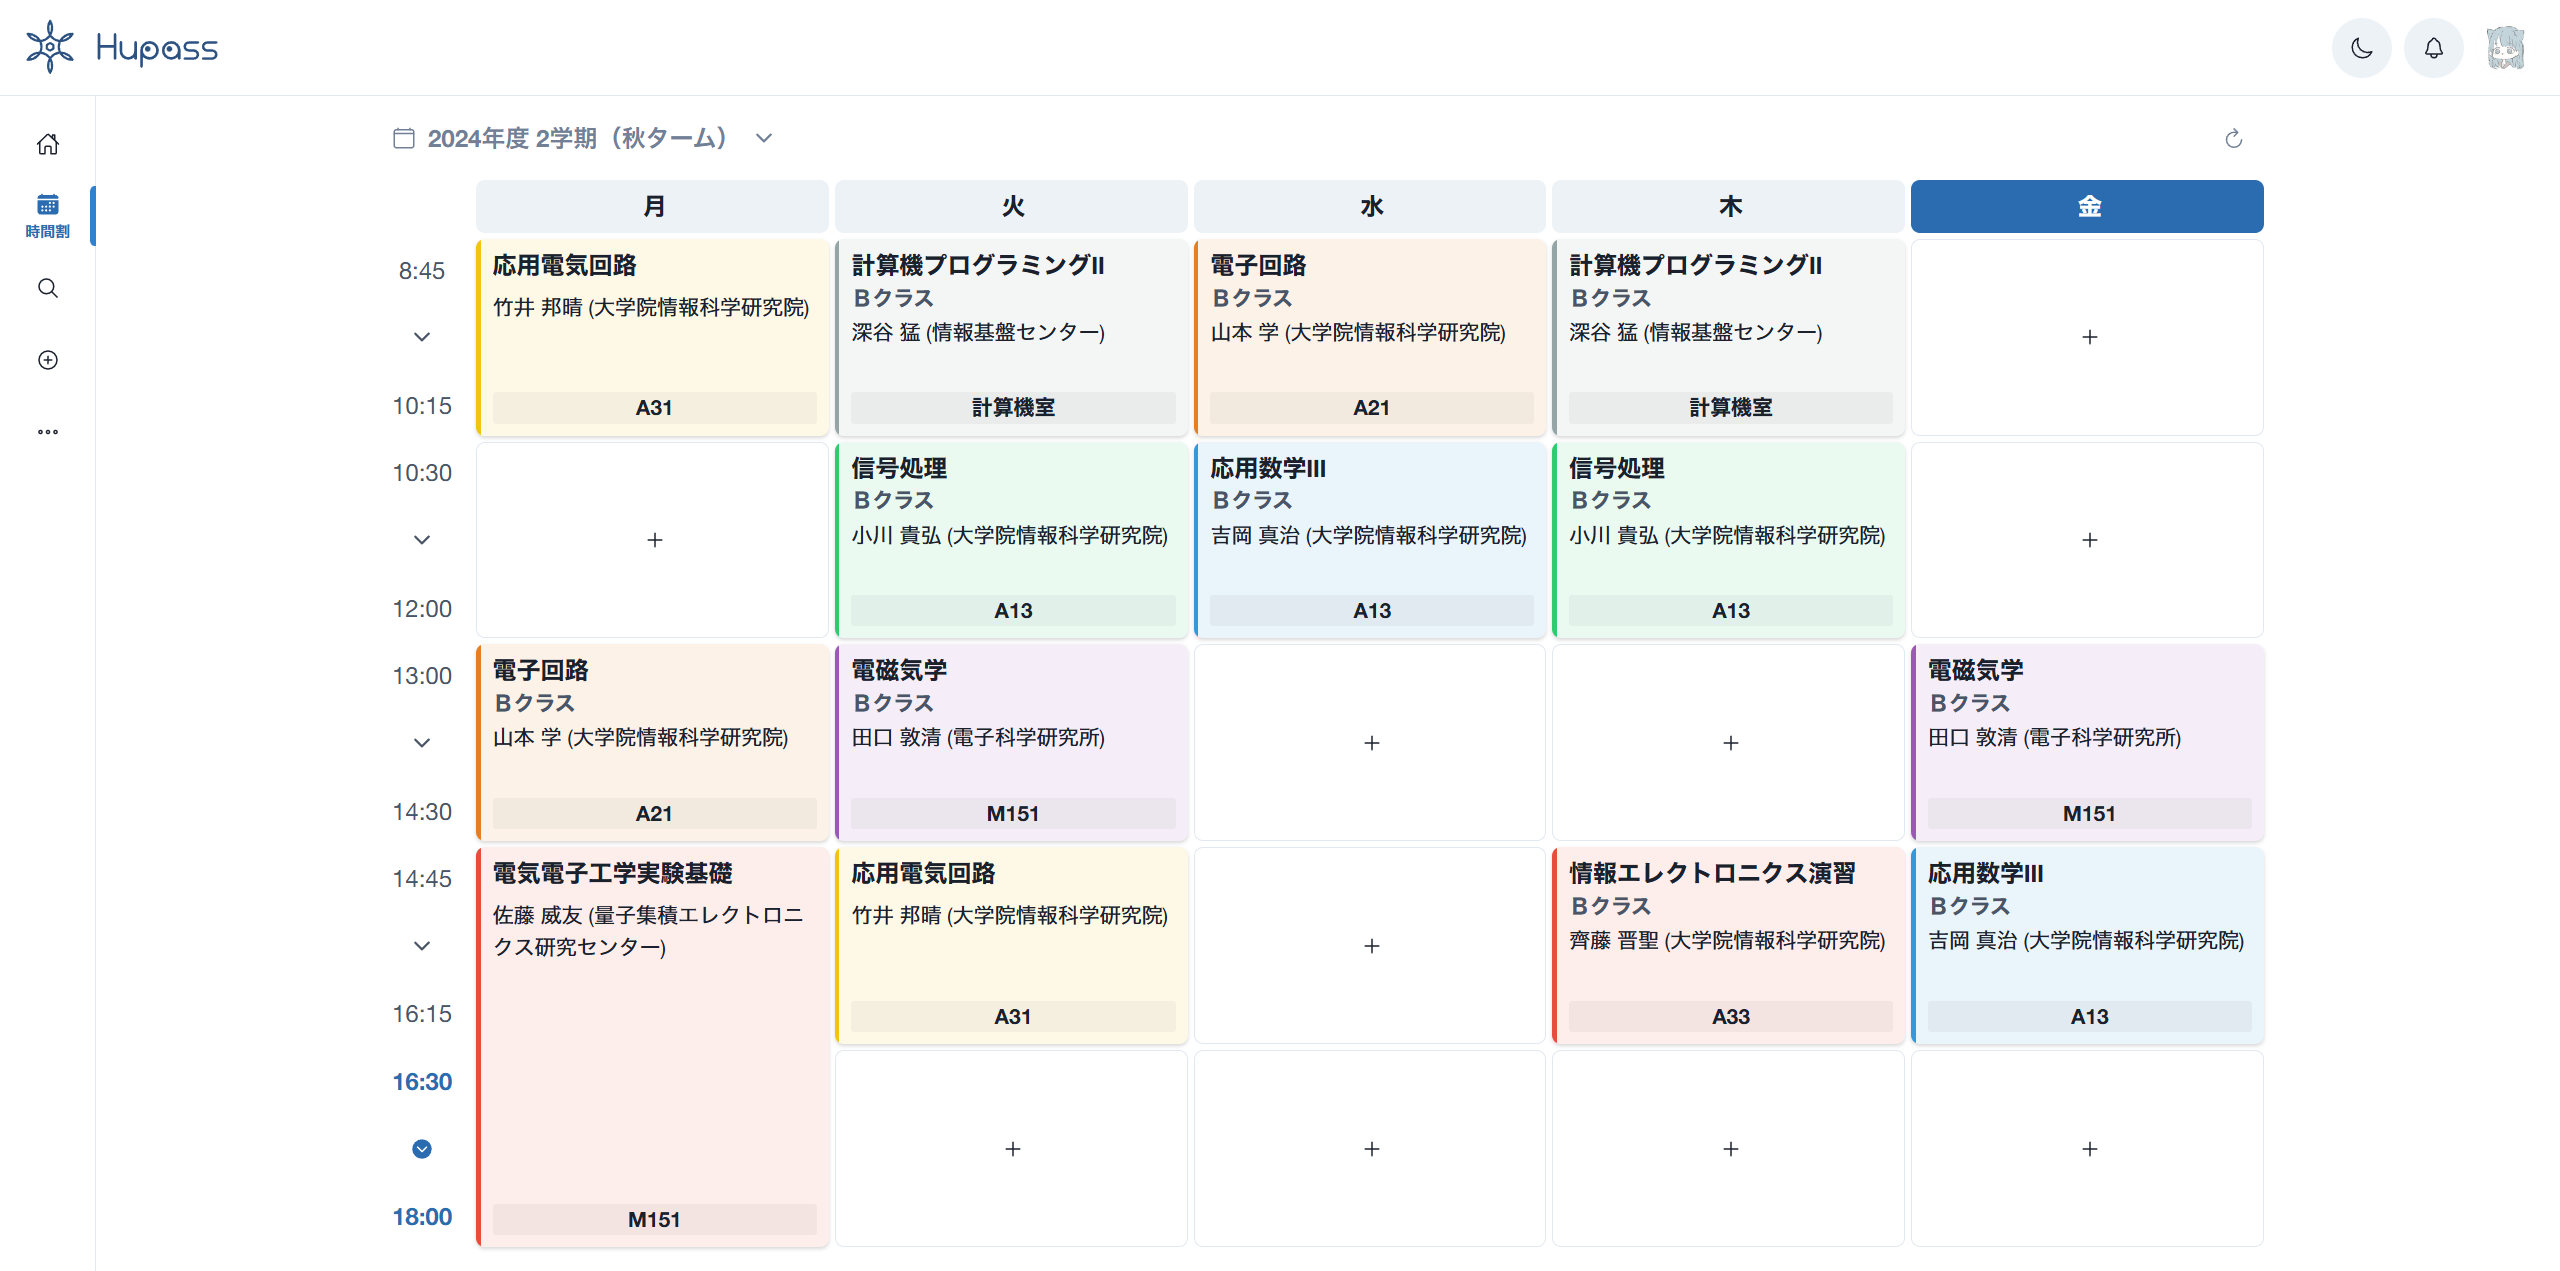 Hupass
時間割
2024年度 2学期（秋ターム）
月
火
水
木
金
8:45
10:15
応用電気回路
竹井 邦晴 (大学院情報科学研究院)
A31
計算機プログラミングII
Bクラス
深谷 猛 (情報基盤センター)
計算機室
電子回路
Bクラス
山本 学 (大学院情報科学研究院)
A21
計算機プログラミングII
Bクラス
深谷 猛 (情報基盤センター)
計算機室
10:30
12:00
信号処理
Bクラス
小川 貴弘 (大学院情報科学研究院)
A13
応用数学III
Bクラス
吉岡 真治 (大学院情報科学研究院)
A13
信号処理
Bクラス
小川 貴弘 (大学院情報科学研究院)
A13
13:00
14:30
電子回路
Bクラス
山本 学 (大学院情報科学研究院)
A21
電磁気学
Bクラス
田口 敦清 (電子科学研究所)
M151
電磁気学
Bクラス
田口 敦清 (電子科学研究所)
M151
14:45
16:15
電気電子工学実験基礎
佐藤 威友 (量子集積エレクトロニ
クス研究センター)
M151
応用電気回路
竹井 邦晴 (大学院情報科学研究院)
A31
情報エレクトロニクス演習
Bクラス
齊藤 晋聖 (大学院情報科学研究院)
A33
応用数学III
Bクラス
吉岡 真治 (大学院情報科学研究院)
A13
16:30
18:00